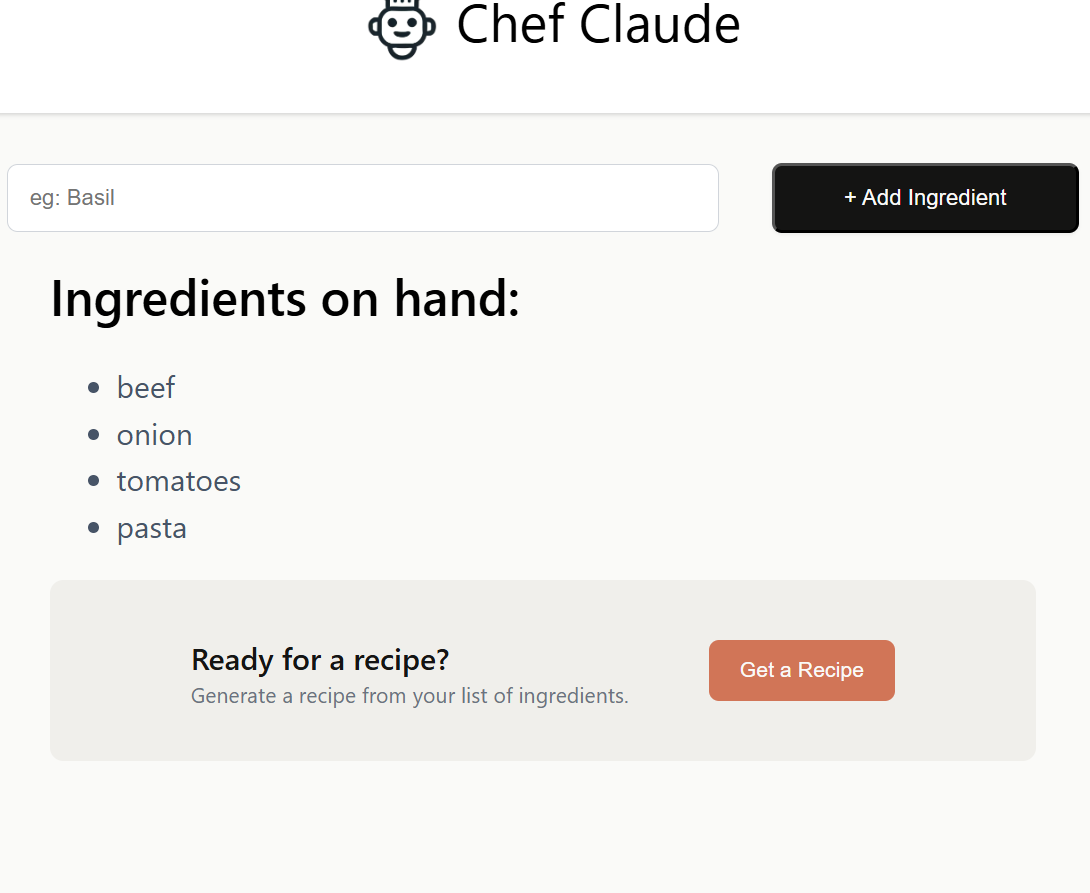 Chef Claude
eg: Basil
+ Add Ingredient
Ingredients on hand:
beef
onion
tomatoes
pasta
Ready for a recipe?
Generate a recipe from your list of ingredients.
Get a Recipe